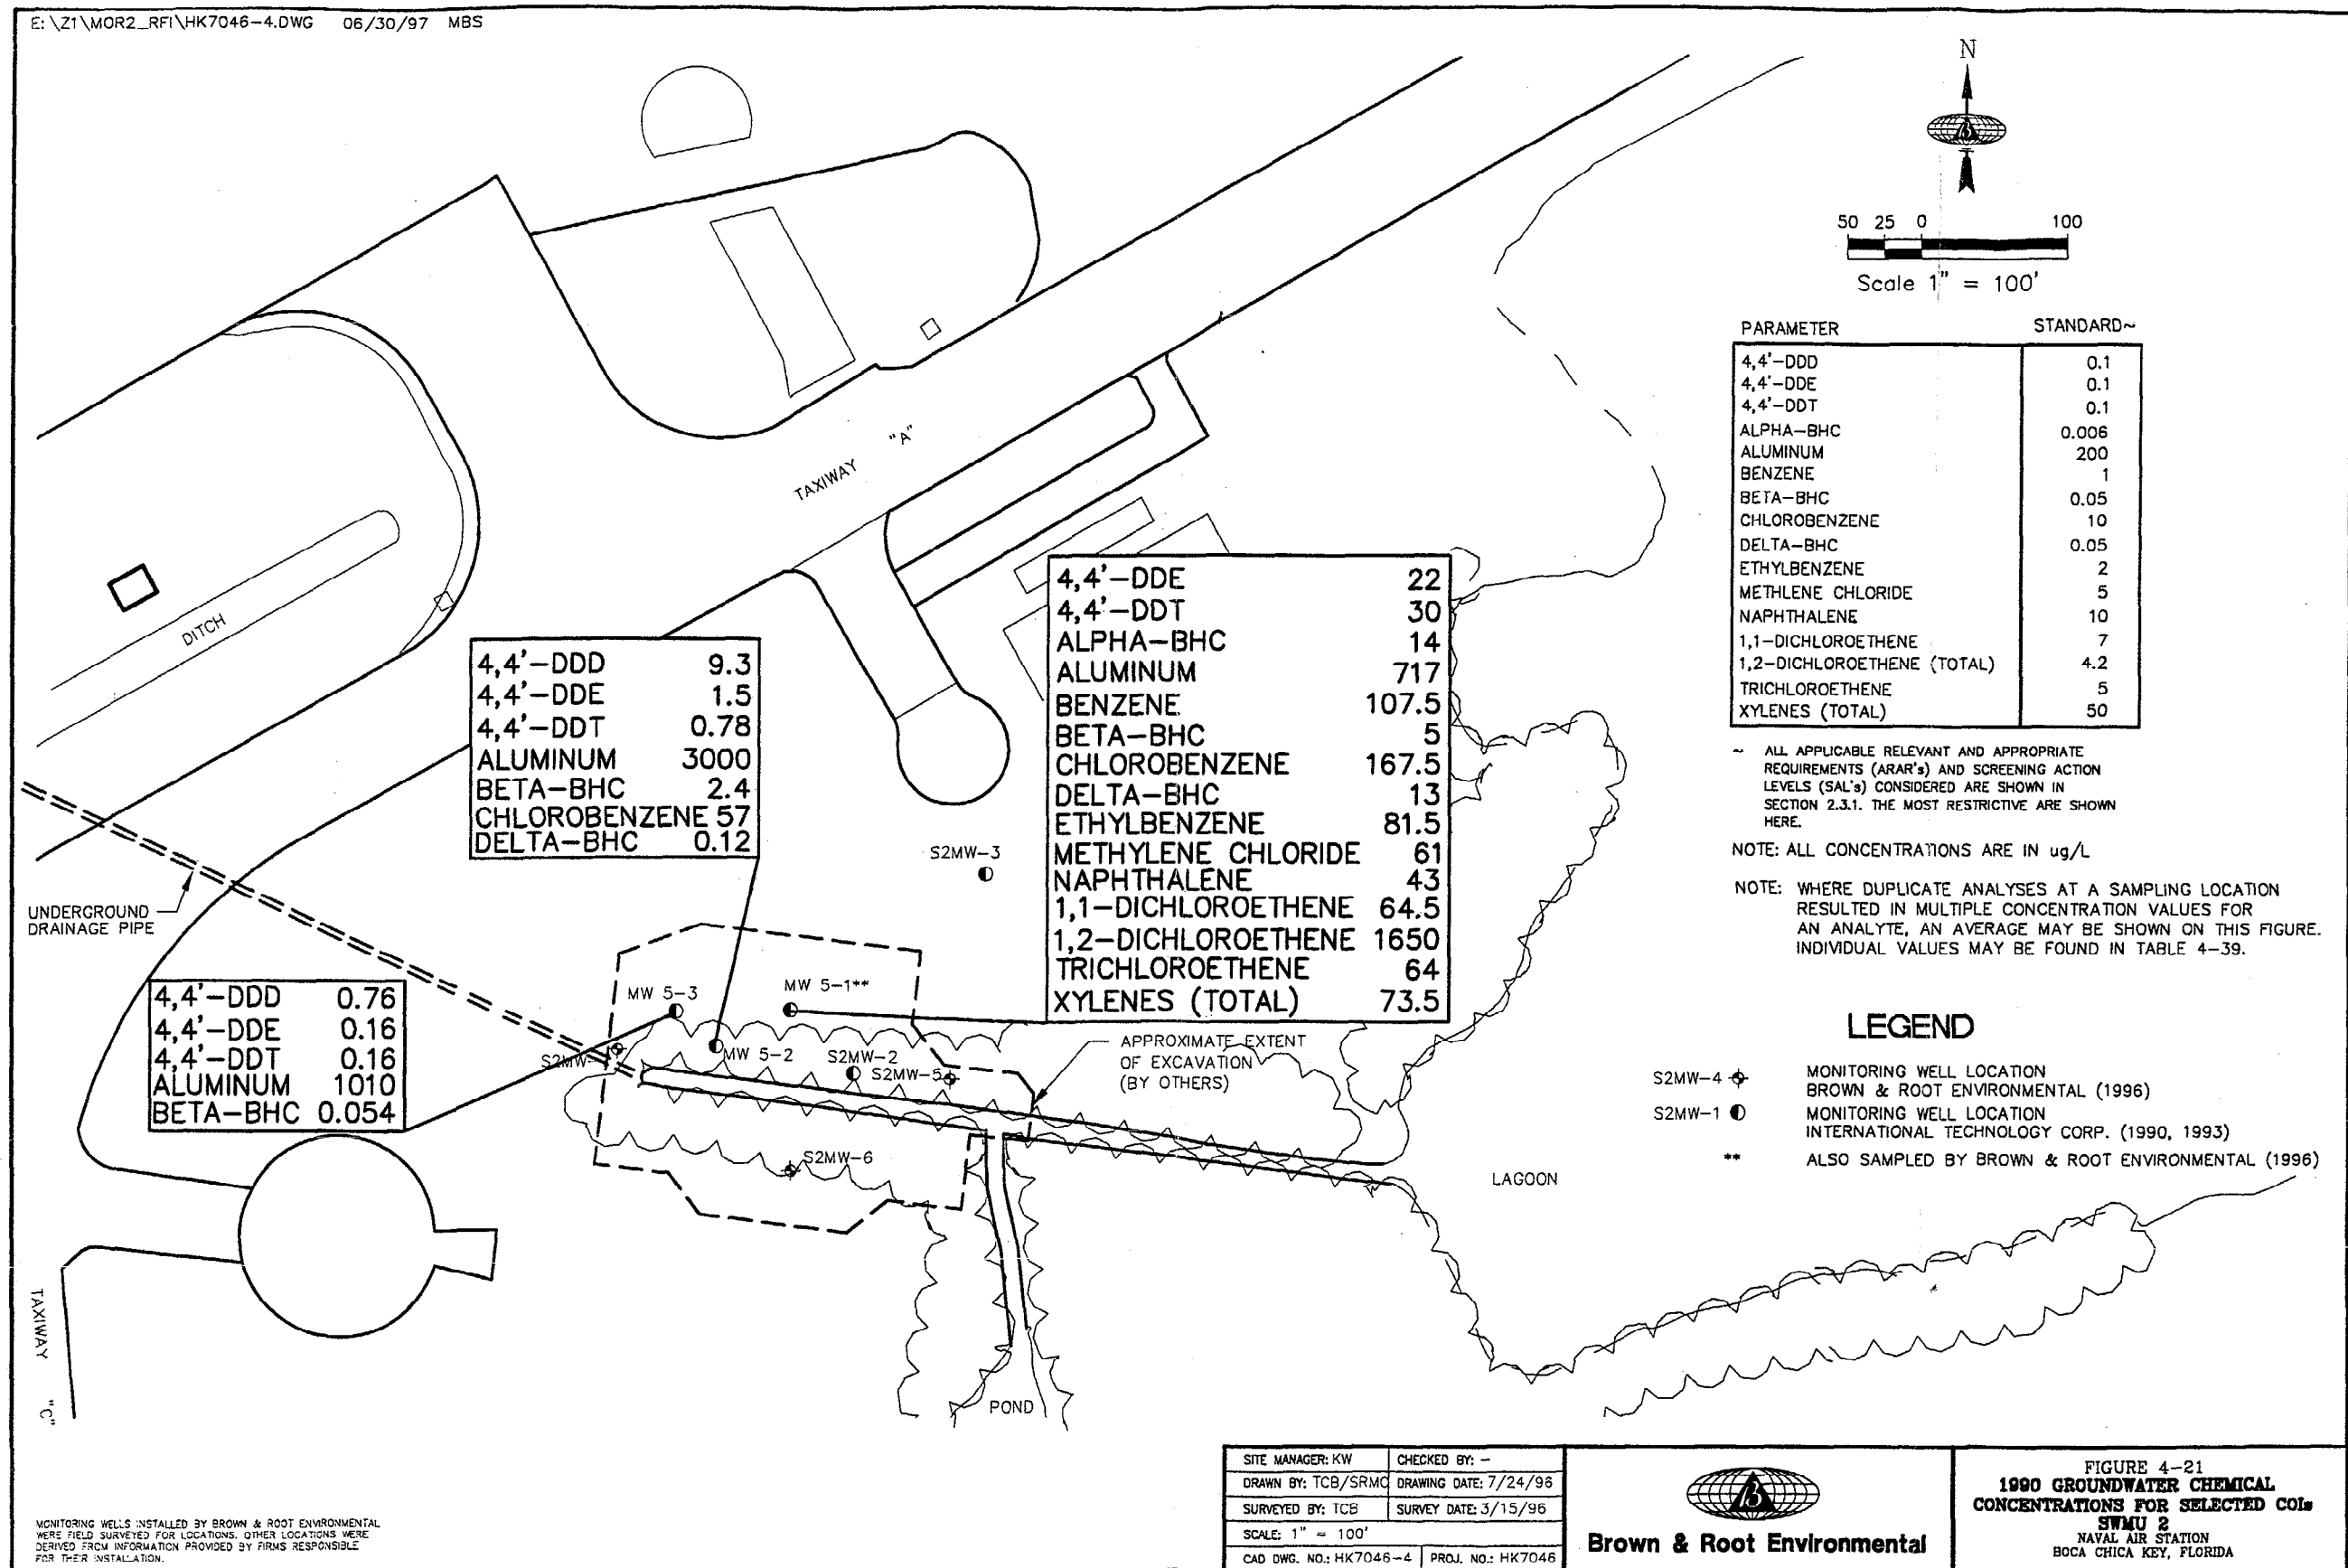 E:\Z1\MOR2_RFI\HK7046-4.DWG 06/30/97 MBS
N
50 25 0 100
Scale 1" = 100'
PARAMETER STANDARD~
4,4'-DDD 0.1
4,4'-DDE 0.1
4,4'-DDT 0.1
ALPHA-BHC 0.006
ALUMINUM 200
BENZENE 1
BETA-BHC 0.05
CHLOROBENZENE 10
DELTA-BHC 0.05
ETHYLBENZENE 2
METHLENE CHLORIDE 5
NAPHTHALENE 10
1,1-DICHLOROETHENE 7
1,2-DICHLOROETHENE (TOTAL) 4.2
TRICHLOROETHENE 5
XYLENES (TOTAL) 50
~ ALL APPLICABLE RELEVANT AND APPROPRIATE
REQUIREMENTS (ARAR's) AND SCREENING ACTION
LEVELS (SAL's) CONSIDERED ARE SHOWN IN
SECTION 2.3.1. THE MOST RESTRICTIVE ARE SHOWN
HERE.
NOTE: ALL CONCENTRATIONS ARE IN ug/L
NOTE: WHERE DUPLICATE ANALYSES AT A SAMPLING LOCATION
RESULTED IN MULTIPLE CONCENTRATION VALUES FOR
AN ANALYTE, AN AVERAGE MAY BE SHOWN ON THIS FIGURE.
INDIVIDUAL VALUES MAY BE FOUND IN TABLE 4-39.
LEGEND
S2MW-4 MONITORING WELL LOCATION
BROWN & ROOT ENVIRONMENTAL (1996)
S2MW-1 MONITORING WELL LOCATION
INTERNATIONAL TECHNOLOGY CORP. (1990, 1993)
** ALSO SAMPLED BY BROWN & ROOT ENVIRONMENTAL (1996)
TAXIWAY "A"
DITCH
4,4'-DDD 9.3
4,4'-DDE 1.5
4,4'-DDT 0.78
ALUMINUM 3000
BETA-BHC 2.4
CHLOROBENZENE 57
DELTA-BHC 0.12
4,4'-DDE 22
4,4'-DDT 30
ALPHA-BHC 14
ALUMINUM 717
BENZENE 107.5
BETA-BHC 5
CHLOROBENZENE 167.5
DELTA-BHC 13
ETHYLBENZENE 81.5
METHYLENE CHLORIDE 61
NAPHTHALENE 43
1,1-DICHLOROETHENE 64.5
1,2-DICHLOROETHENE 1650
TRICHLOROETHENE 64
XYLENES (TOTAL) 73.5
S2MW-3
UNDERGROUND
DRAINAGE PIPE
4,4'-DDD 0.76
4,4'-DDE 0.16
4,4'-DDT 0.16
ALUMINUM 1010
BETA-BHC 0.054
MW 5-3
MW 5-1**
S2MW-
MW 5-2
S2MW-2
S2MW-5
APPROXIMATE EXTENT
OF EXCAVATION
(BY OTHERS)
S2MW-6
LAGOON
POND
TAXIWAY "C"
MONITORING WELLS INSTALLED BY BROWN & ROOT ENVIRONMENTAL
WERE FIELD SURVEYED FOR LOCATIONS. OTHER LOCATIONS WERE
DERIVED FROM INFORMATION PROVIDED BY FIRMS RESPONSIBLE
FOR THEIR INSTALLATION.
SITE MANAGER: KW CHECKED BY: -
DRAWN BY: TCB/SRMC DRAWING DATE: 7/24/96
SURVEYED BY: TCB SURVEY DATE: 3/15/96
SCALE: 1" = 100'
CAD DWG. NO.: HK7046-4 PROJ. NO.: HK7046
Brown & Root Environmental
FIGURE 4-21
1990 GROUNDWATER CHEMICAL
CONCENTRATIONS FOR SELECTED COIs
SWMU 2
NAVAL AIR STATION
BOCA CHICA KEY, FLORIDA